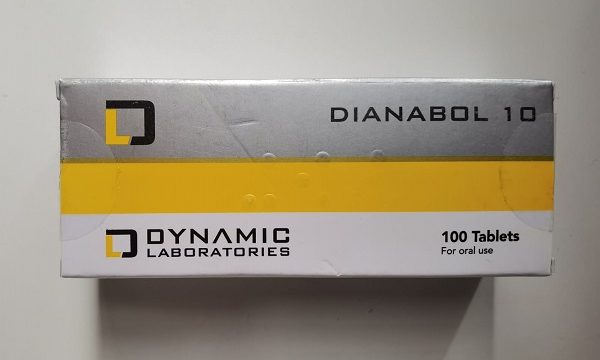 DIANABOL 10
DYNAMIC
LABORATORIES
100 Tablets
For oral use